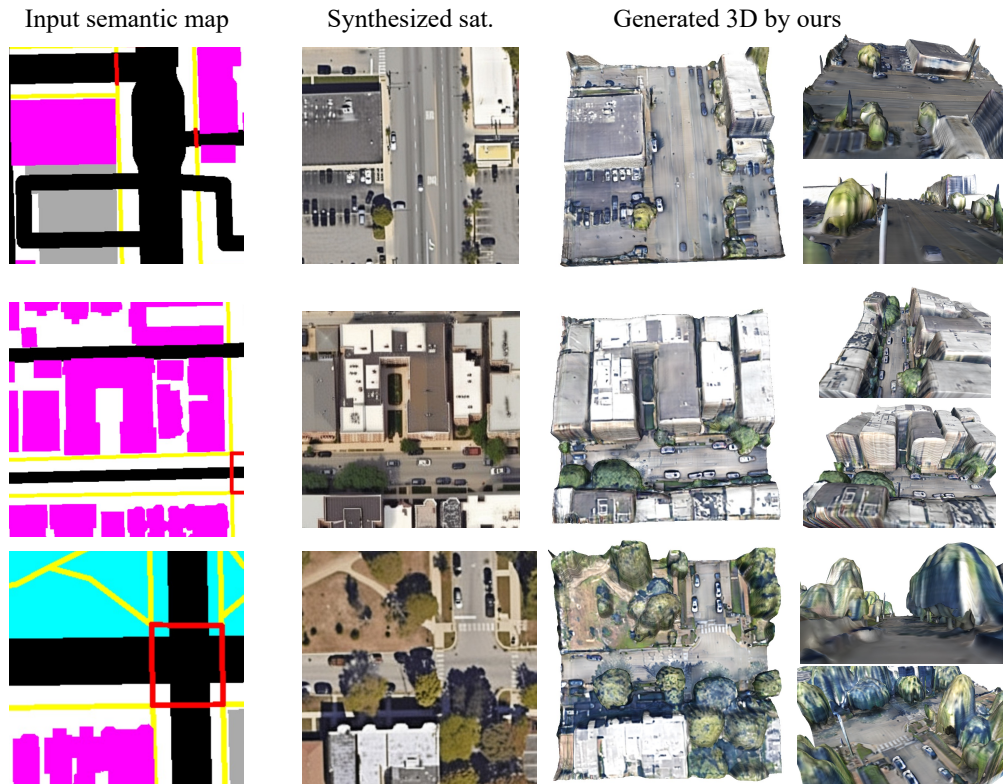 Input semantic map
Synthesized sat.
Generated 3D by ours